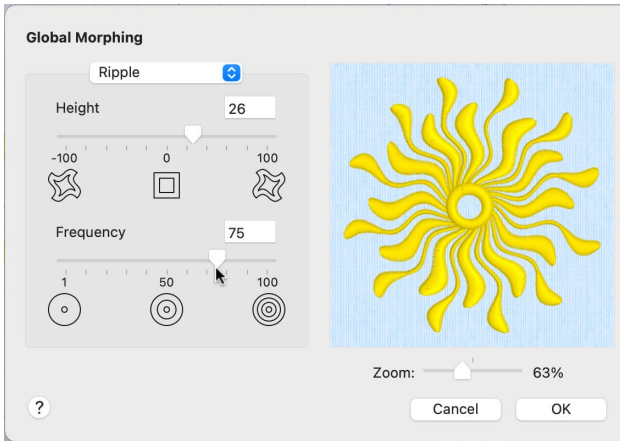 Global Morphing
Ripple
Height
26
-100 0 100
Frequency
75
1 50 100
Zoom:
63%
?
Cancel
OK